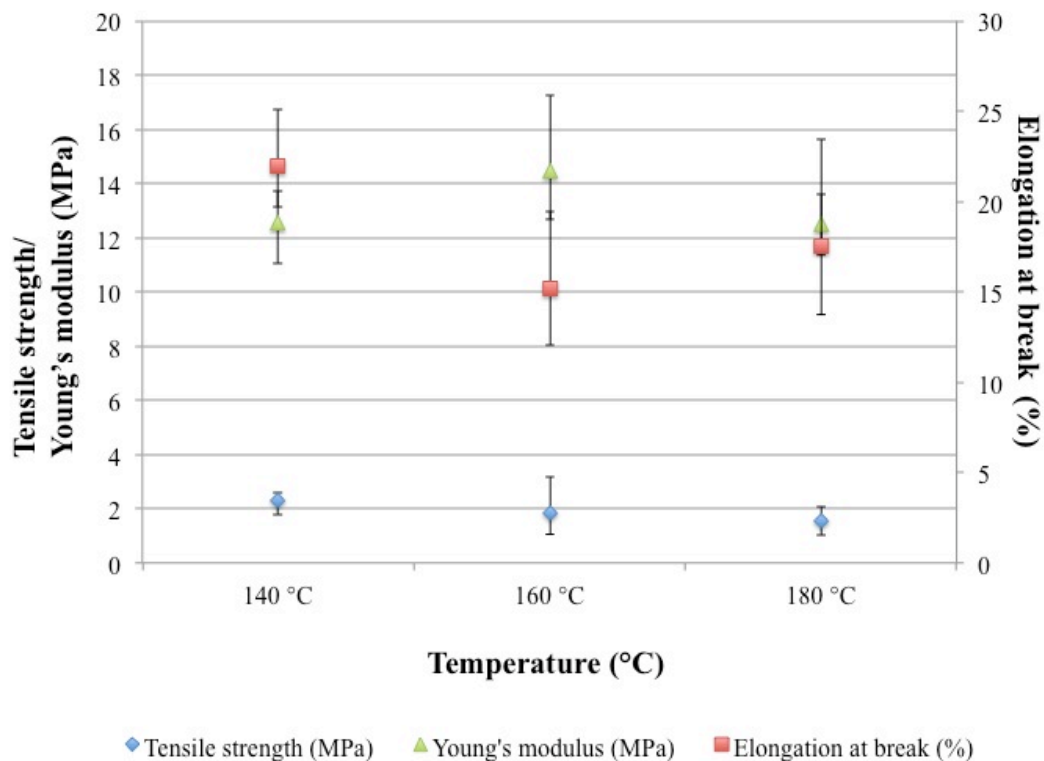 20
18
16
14
12
10
8
6
4
2
0
Tensile strength/
Young’s modulus (MPa)
30
25
20
15
10
5
0
Elongation at break (%)
140 °C
160 °C
180 °C
Temperature (°C)
Tensile strength (MPa)
Young's modulus (MPa)
Elongation at break (%)